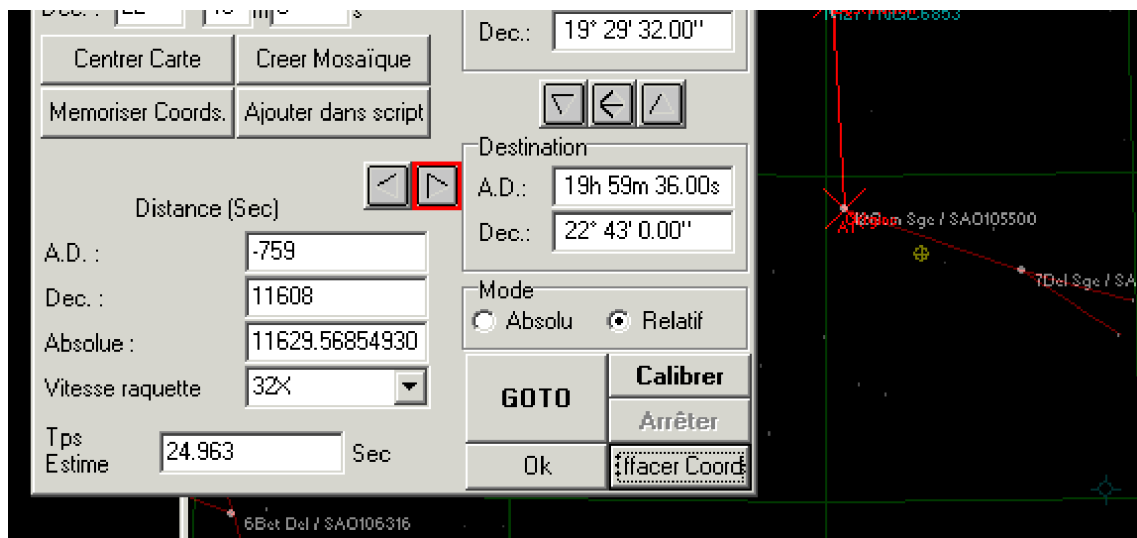 Dec.:
19° 29' 32.00''
Centrer Carte
Creer Mosaïque
Memoriser Coords.
Ajouter dans script
Destination
A.D.:
19h 59m 36.00s
Dec.:
22° 43' 0.00''
Distance (Sec)
A.D. :
-759
Dec. :
11608
Absolue :
11629.56854930
Vitesse raquette
32X
Tps
Estime
24.963
Sec
Mode
Absolu
Relatif
GOTO
Calibrer
Arrêter
Ok
ffacer Coord
Sge / SAO105500
7Del Sge / SA
6Bet Del / SAO106316